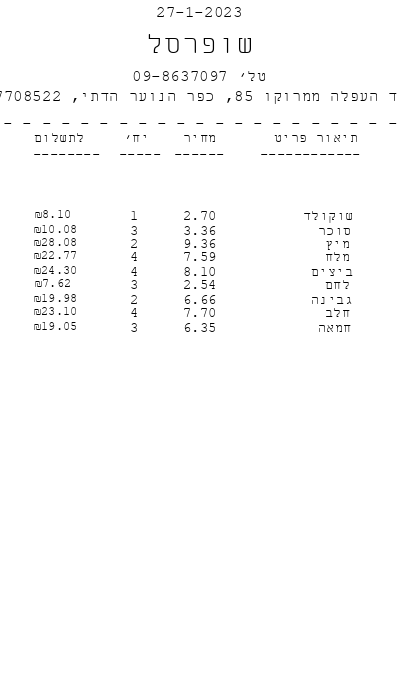 27-1-2023
שופרסל
טל׳ 09-8637097
ד העפלה ממרוקו 85, כפר הנוער הדתי, 7708522
תיאור פריט מחיר יח׳ לתשלום
שוקולד 2.70 1 ₪8.10
סוכר 3.36 3 ₪10.08
מיץ 9.36 2 ₪28.08
מלח 7.59 4 ₪22.77
ביצים 8.10 4 ₪24.30
לחם 2.54 3 ₪7.62
גבינה 6.66 2 ₪19.98
חלב 7.70 4 ₪23.10
חמאה 6.35 3 ₪19.05